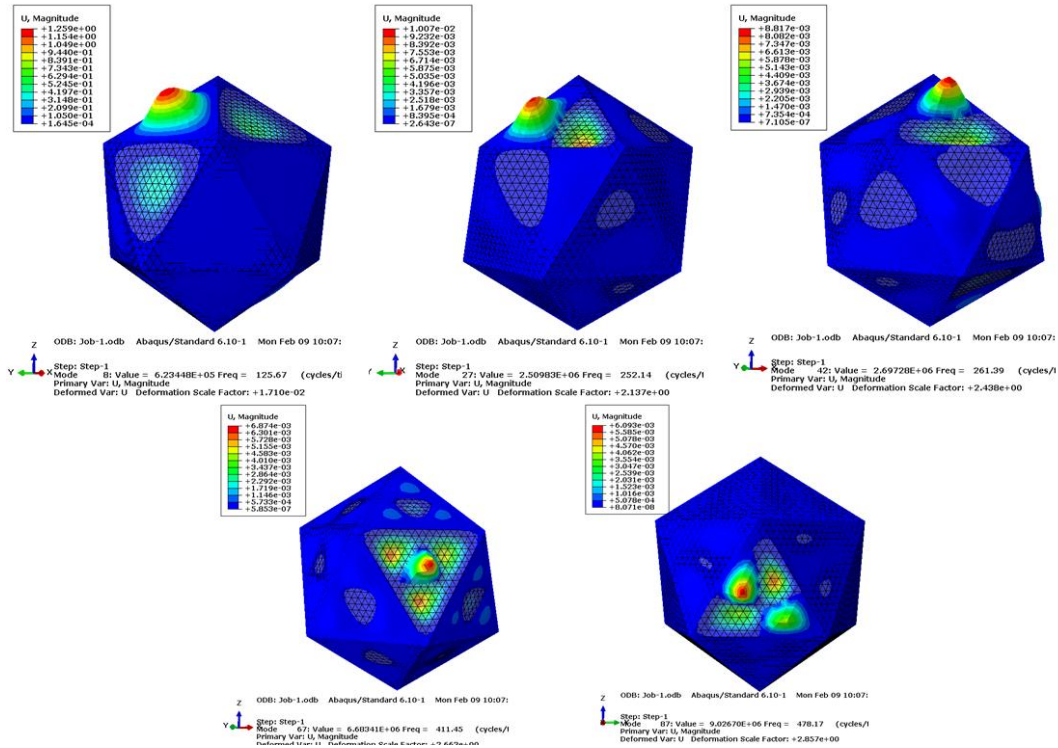 U, Magnitude
+1.259e+00
+1.154e+00
+1.049e+00
+9.440e-01
+8.391e-01
+7.343e-01
+6.294e-01
+5.245e-01
+4.197e-01
+3.148e-01
+2.099e-01
+1.050e-01
+1.645e-04
Z
Y
X
ODB: Job-1.odb Abaqus/Standard 6.10-1 Mon Feb 09 10:07:
Step: Step-1
Mode 8: Value = 6.23448E+05 Freq = 125.67 (cycles/ti
Primary Var: U, Magnitude
Deformed Var: U Deformation Scale Factor: +1.710e-02
U, Magnitude
+1.007e-02
+9.232e-03
+8.392e-03
+7.553e-03
+6.714e-03
+5.875e-03
+5.035e-03
+4.196e-03
+3.357e-03
+2.518e-03
+1.679e-03
+8.395e-04
+2.643e-07
Z
ODB: Job-1.odb Abaqus/Standard 6.10-1 Mon Feb 09 10:07:
Step: Step-1
Mode 27: Value = 2.50983E+06 Freq = 252.14 (cycles/t
Primary Var: U, Magnitude
Deformed Var: U Deformation Scale Factor: +2.137e+00
U, Magnitude
+8.817e-03
+8.082e-03
+7.347e-03
+6.613e-03
+5.878e-03
+5.143e-03
+4.409e-03
+3.674e-03
+2.939e-03
+2.205e-03
+1.470e-03
+7.354e-04
+7.105e-07
Z
Y
X
ODB: Job-1.odb Abaqus/Standard 6.10-1 Mon Feb 09 10:07:
Step: Step-1
Mode 42: Value = 2.69728E+06 Freq = 261.39 (cycles/t
Primary Var: U, Magnitude
Deformed Var: U Deformation Scale Factor: +2.438e+00
U, Magnitude
+6.874e-03
+6.301e-03
+5.728e-03
+5.155e-03
+4.583e-03
+4.010e-03
+3.437e-03
+2.864e-03
+2.292e-03
+1.719e-03
+1.146e-03
+5.733e-04
+5.853e-07
Z
Y
X
ODB: Job-1.odb Abaqus/Standard 6.10-1 Mon Feb 09 10:07:
Step: Step-1
Mode 67: Value = 6.68341E+06 Freq = 411.45 (cycles/t
Primary Var: U, Magnitude
Deformed Var: U Deformation Scale Factor: +2.662e+00
U, Magnitude
+6.093e-03
+5.585e-03
+5.078e-03
+4.570e-03
+4.062e-03
+3.554e-03
+3.047e-03
+2.539e-03
+2.031e-03
+1.523e-03
+1.016e-03
+5.078e-04
+8.071e-08
Z
Y
ODB: Job-1.odb Abaqus/Standard 6.10-1 Mon Feb 09 10:07:
Step: Step-1
Mode 87: Value = 9.02670E+06 Freq = 478.17 (cycles/t
Primary Var: U, Magnitude
Deformed Var: U Deformation Scale Factor: +2.857e+00